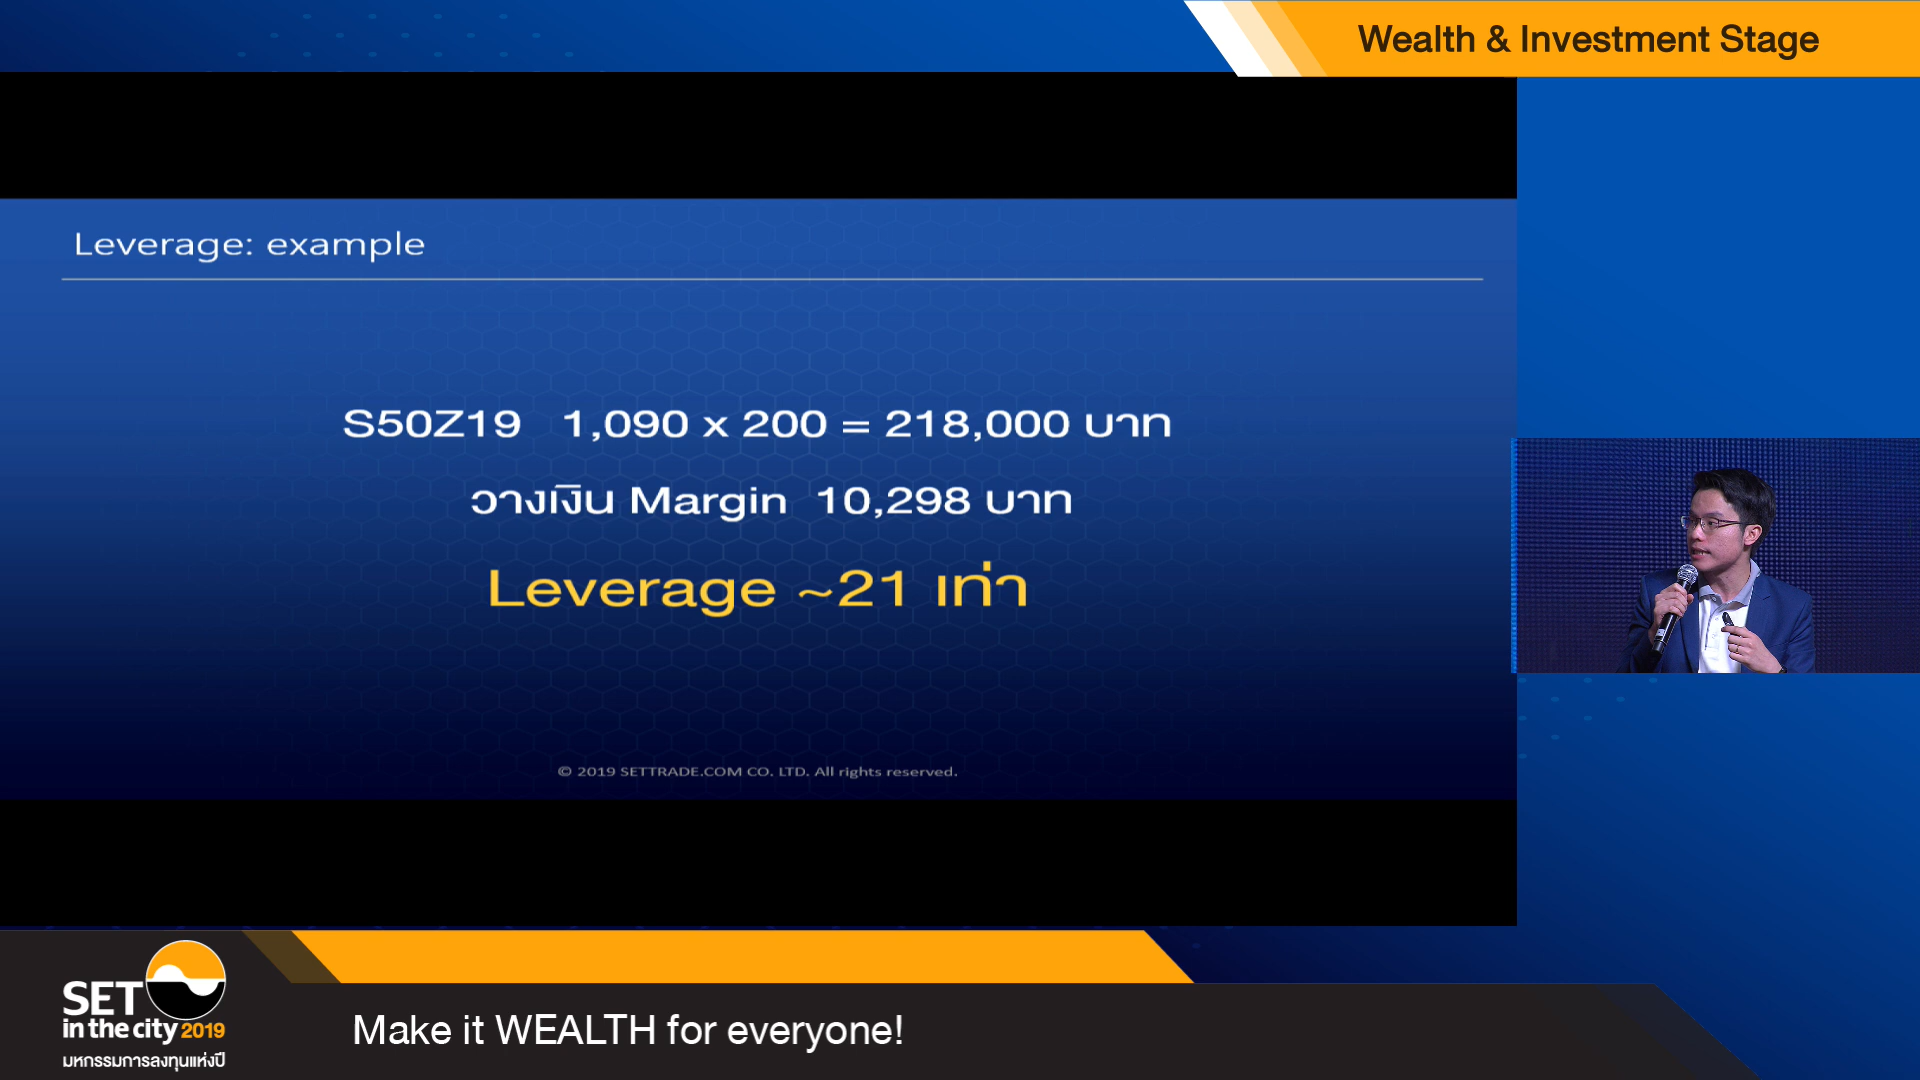 Wealth & Investment Stage
Leverage: example
S50Z19 1,090 x 200 = 218,000 บาท
วางเงิน Margin 10,298 บาท
Leverage ~21 เท่า
© 2019 SETTRADE.COM CO. LTD. All rights reserved.
SET
in the city 2019
มหกรรมการลงทุนแห่งปี
Make it WEALTH for everyone!